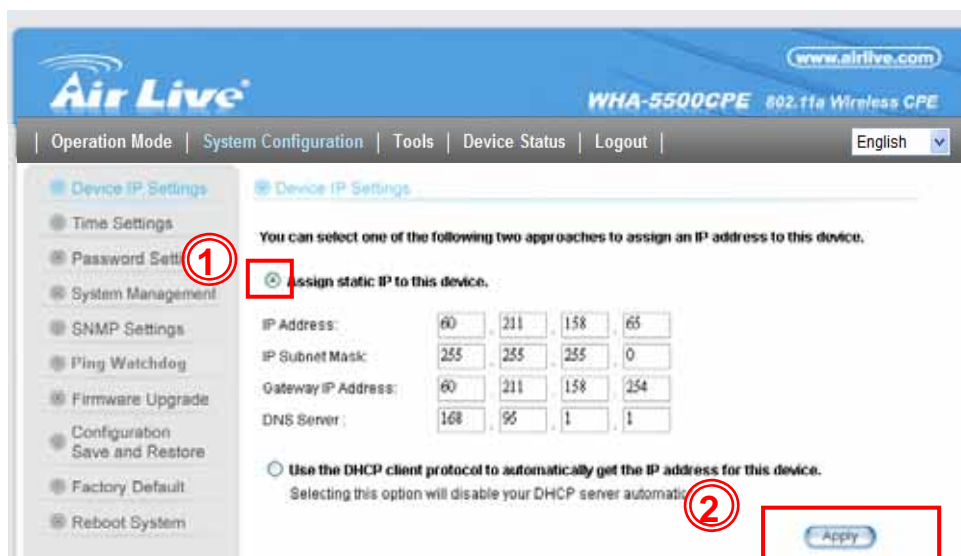 www.airlive.com
Air Live
WHA-5500CPE 802.11a Wireless CPE
| Operation Mode | System Configuration | Tools | Device Status | Logout | English
Device IP Settings
Time Settings
Password Setti
System Management
SNMP Settings
Ping Watchdog
Firmware Upgrade
Configuration
Save and Restore
Factory Default
Reboot System
Device IP Settings
You can select one of the following two approaches to assign an IP address to this device.
1
Assign static IP to this device.
IP Address: 60 . 211 . 158 . 65
IP Subnet Mask: 255 . 255 . 255 . 0
Gateway IP Address: 60 . 211 . 158 . 254
DNS Server : 168 . 95 . 1 . 1
Use the DHCP client protocol to automatically get the IP address for this device.
Selecting this option will disable your DHCP server automatic
2
Apply